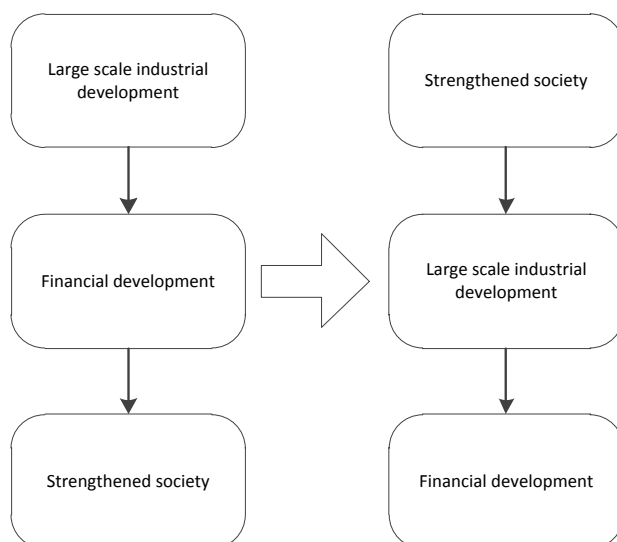 Large scale industrial
development
Financial development
Strengthened society
Strengthened society
Large scale industrial
development
Financial development